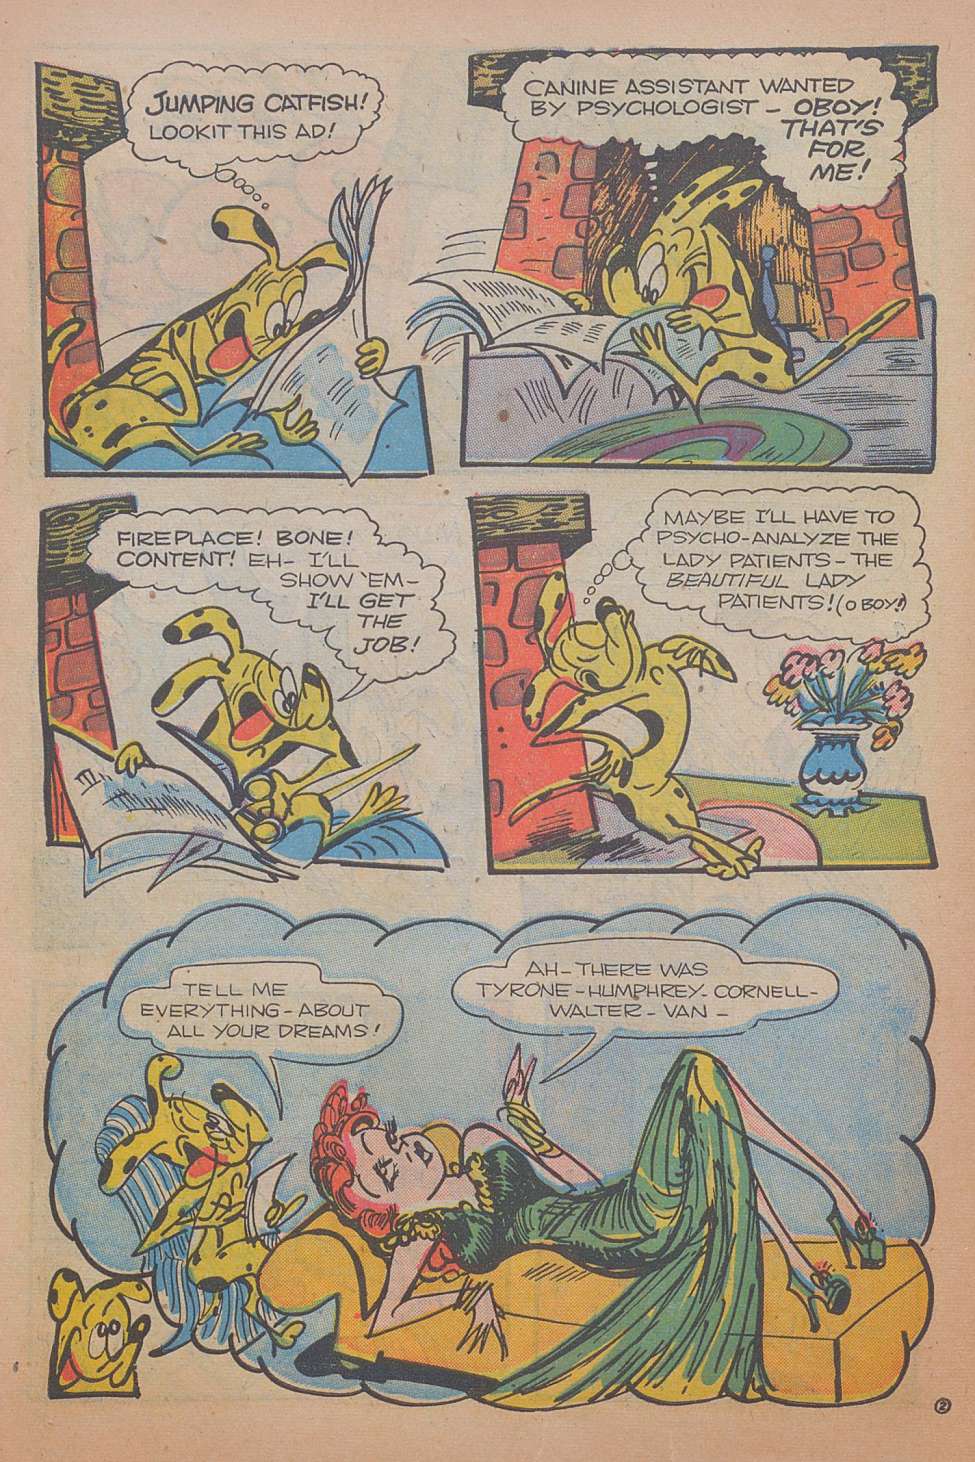 JUMPING CATFISH!
LOOKIT THIS AD!
CANINE ASSISTANT WANTED
BY PSYCHOLOGIST - OBOY!
THAT'S
FOR
ME!
FIREPLACE! BONE!
CONTENT! EH- I'LL
SHOW 'EM-
I'LL GET
THE
JOB!
MAYBE I'LL HAVE TO
PSYCHO-ANALYZE THE
LADY PATIENTS - THE
BEAUTIFUL LADY
PATIENTS! (O BOY!)
TELL ME
EVERYTHING - ABOUT
ALL YOUR DREAMS!
AH - THERE WAS
TYRONE - HUMPHREY - CORNELL -
WALTER - VAN -
2